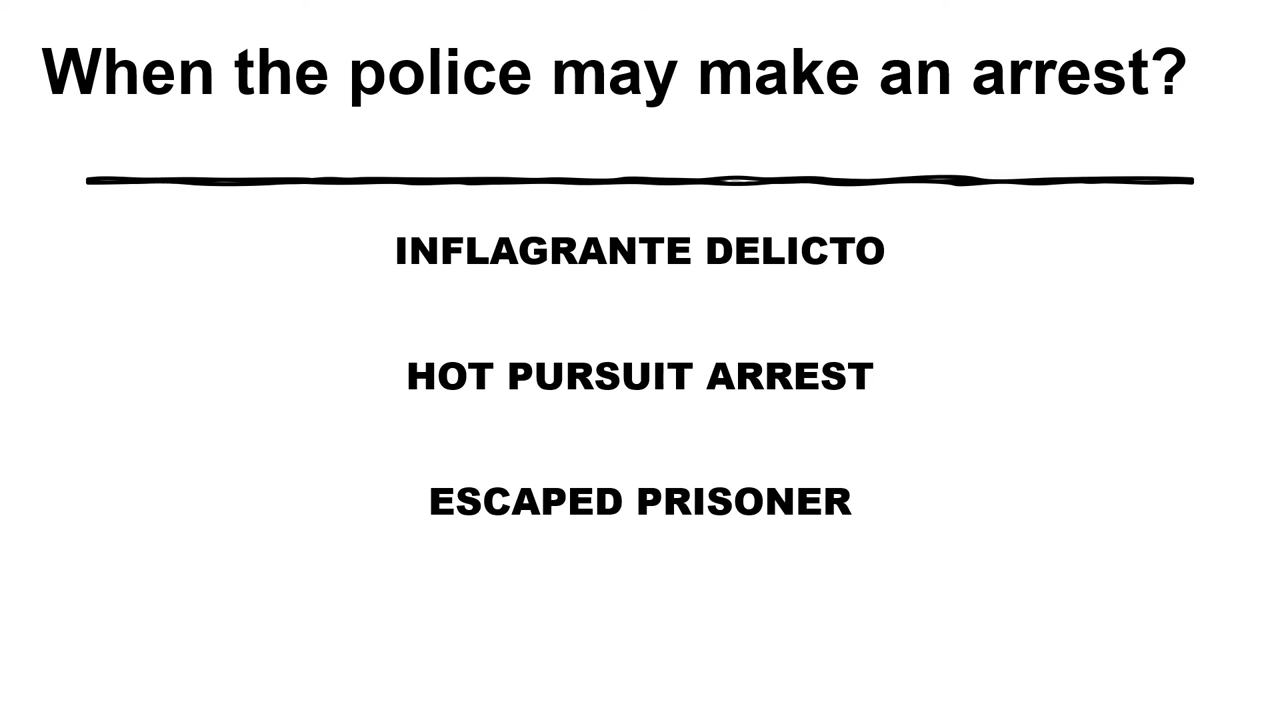 When the police may make an arrest?
INFLAGRANTE DELICTO
HOT PURSUIT ARREST
ESCAPED PRISONER